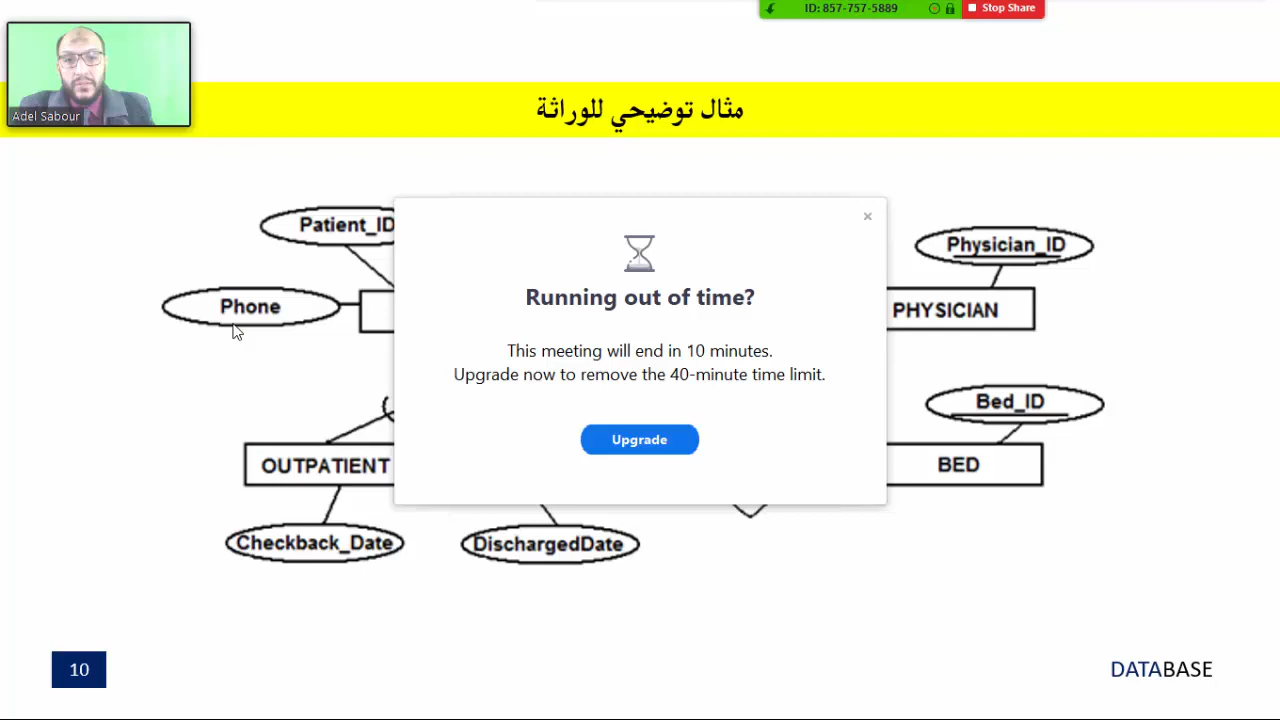 ID: 857-757-5889
Stop Share
Adel Sabour
مثال توضيحي للوراثة
Patient_ID
Physician_ID
Phone
PHYSICIAN
Running out of time?
This meeting will end in 10 minutes.
Upgrade now to remove the 40-minute time limit.
Upgrade
Bed_ID
OUTPATIENT
BED
Checkback_Date
DischargedDate
10
DATABASE